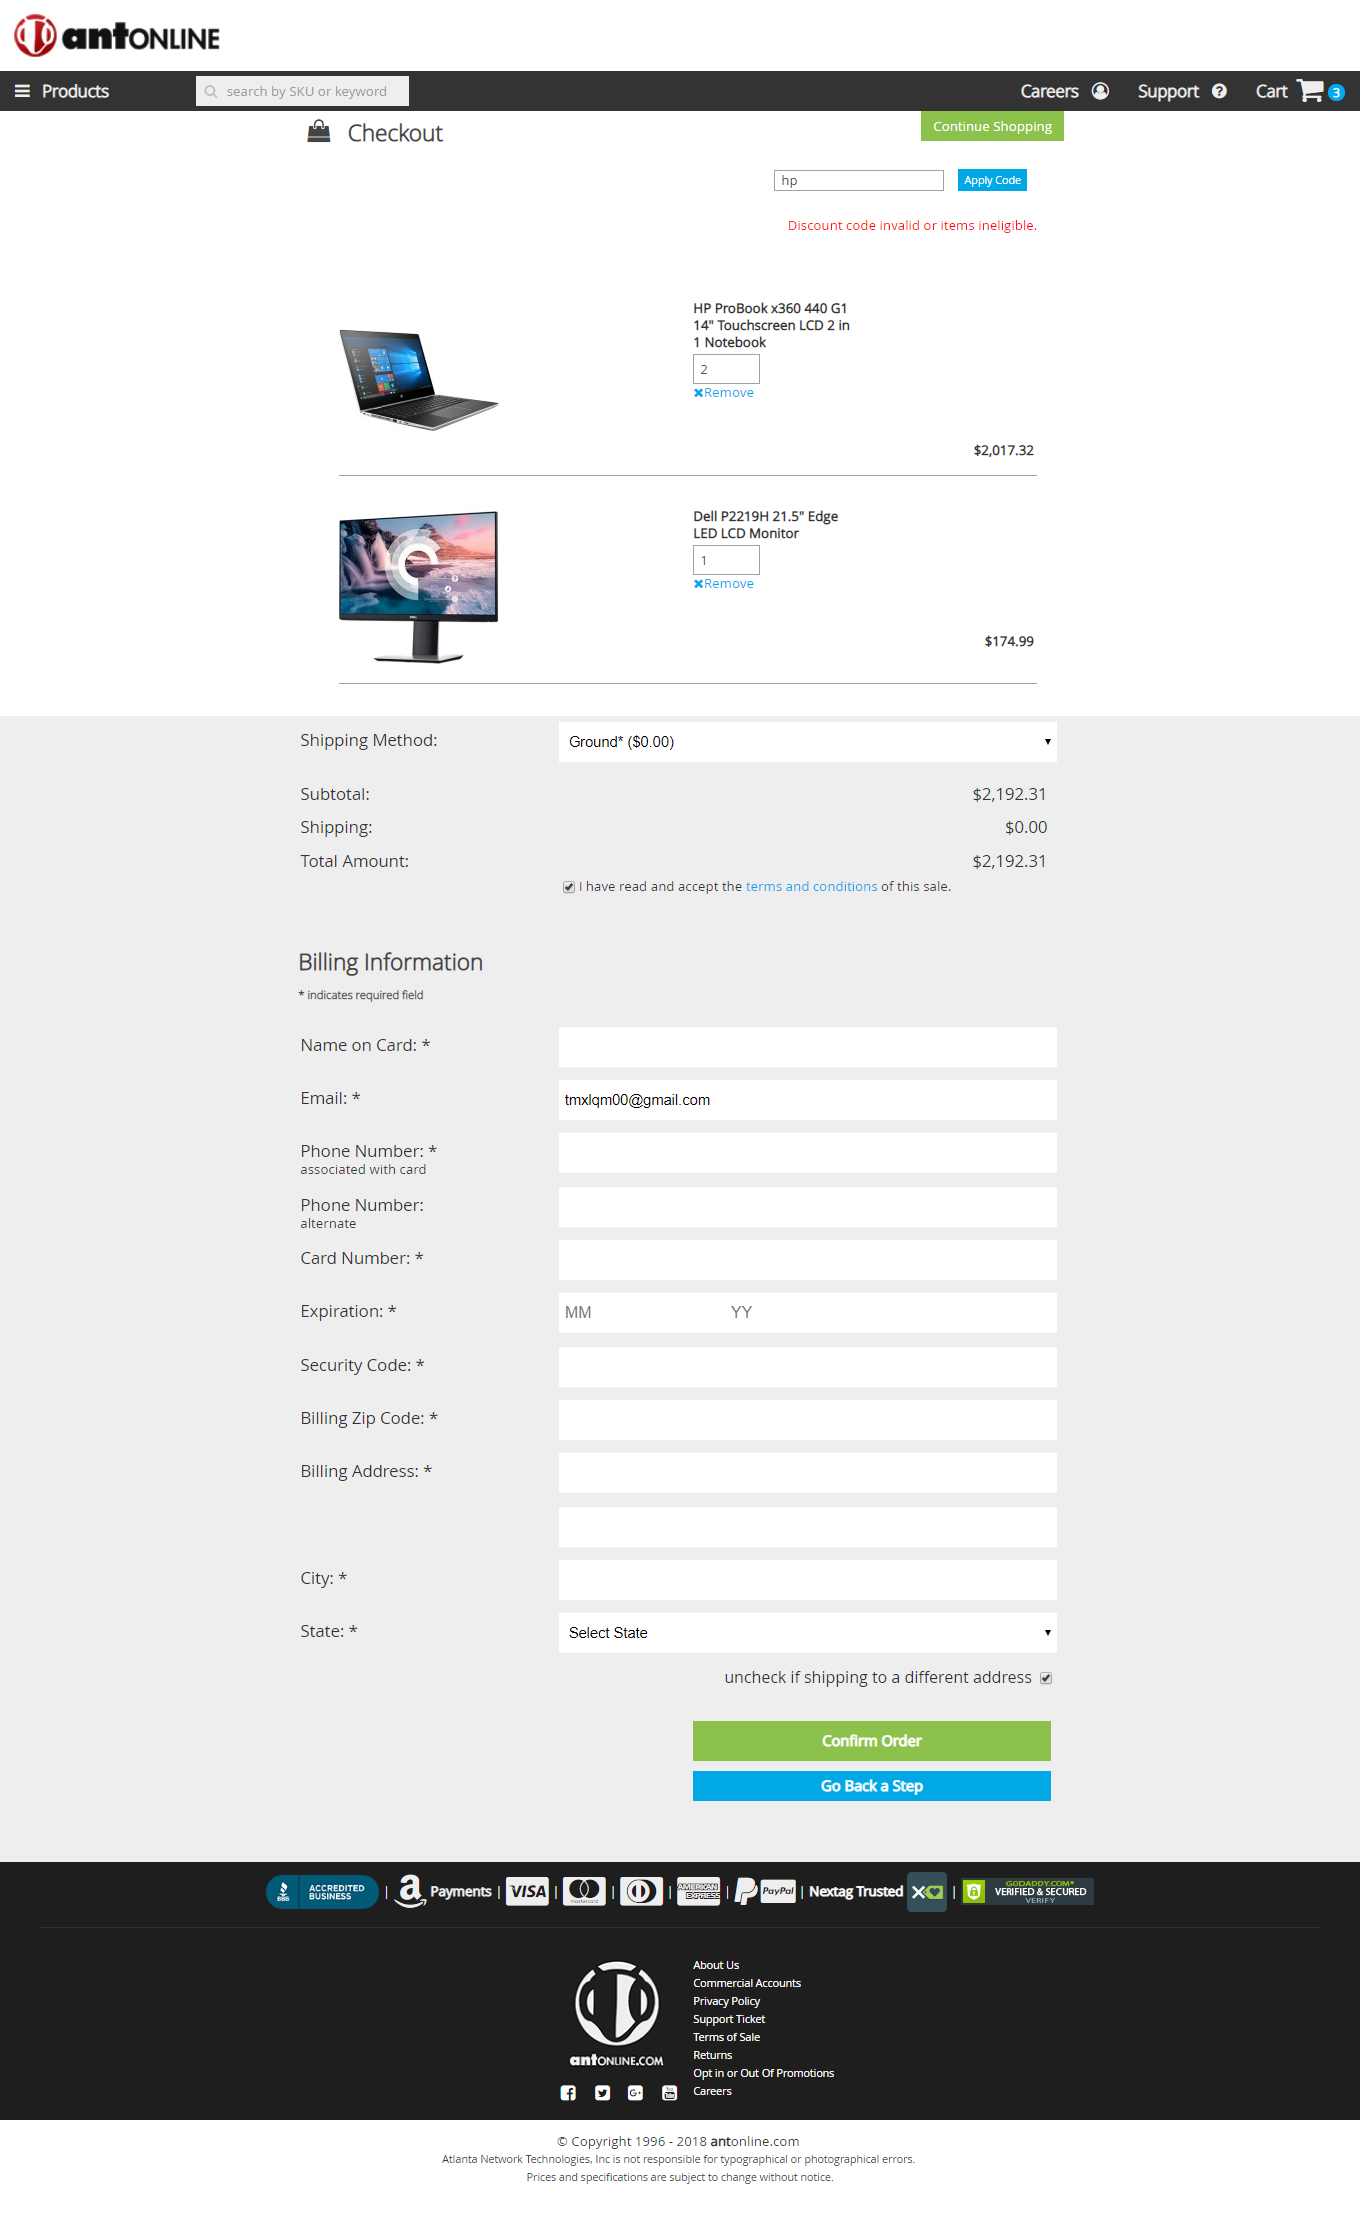 antONLINE
Products
search by SKU or keyword
Careers
Support
Cart
3
Checkout
Continue Shopping
hp
Apply Code
Discount code invalid or items ineligible.
HP ProBook x360 440 G1
14" Touchscreen LCD 2 in
1 Notebook
2
Remove
$2,017.32
Dell P2219H 21.5" Edge
LED LCD Monitor
1
Remove
$174.99
Shipping Method:
Ground* ($0.00)
Subtotal:
$2,192.31
Shipping:
$0.00
Total Amount:
$2,192.31
I have read and accept the terms and conditions of this sale.
Billing Information
* indicates required field
Name on Card: *
Email: *
tmxlqm00@gmail.com
Phone Number: *
associated with card
Phone Number:
alternate
Card Number: *
Expiration: *
MM
YY
Security Code: *
Billing Zip Code: *
Billing Address: *
City: *
State: *
Select State
uncheck if shipping to a different address
Confirm Order
Go Back a Step
BBB
ACCREDITED
BUSINESS
| a Payments | VISA | mastercard | | AMERICAN EXPRESS | PayPal | Nextag Trusted | GODADDY.COM®
VERIFIED & SECURED
VERIFY
antONLINE.COM
About Us
Commercial Accounts
Privacy Policy
Support Ticket
Terms of Sale
Returns
Opt in or Out Of Promotions
Careers
© Copyright 1996 - 2018 antonline.com
Atlanta Network Technologies, Inc is not responsible for typographical or photographical errors.
Prices and specifications are subject to change without notice.